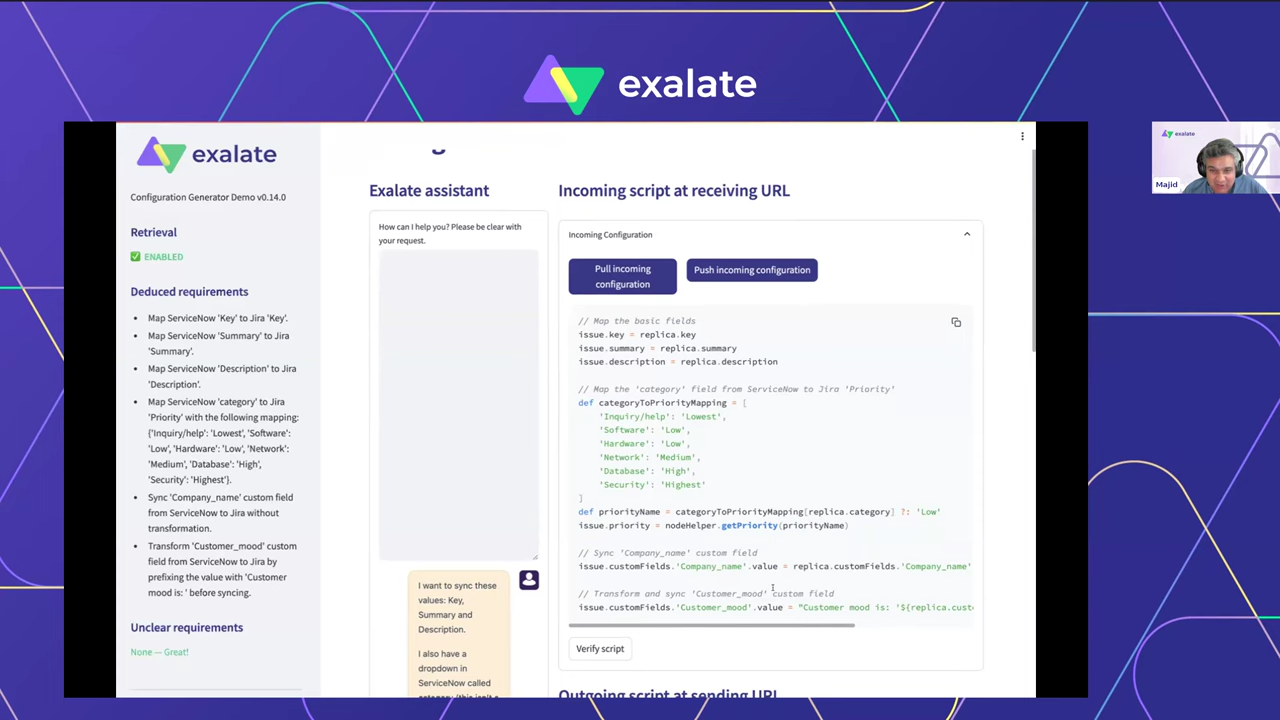 exalate
exalate
Majid
exalate
Configuration Generator Demo v0.14.0
Retrieval
✅ ENABLED
Deduced requirements
• Map ServiceNow 'Key' to Jira 'Key'.
• Map ServiceNow 'Summary' to Jira
'Summary'.
• Map ServiceNow 'Description' to Jira
'Description'.
• Map ServiceNow 'category' to Jira
'Priority' with the following mapping:
{'Inquiry/help': 'Lowest', 'Software':
'Low', 'Hardware': 'Low', 'Network':
'Medium', 'Database': 'High',
'Security': 'Highest'}.
• Sync 'Company_name' custom field
from ServiceNow to Jira without
transformation.
• Transform 'Customer_mood' custom
field from ServiceNow to Jira by
prefixing the value with 'Customer
mood is: ' before syncing.
Unclear requirements
None — Great!
Exalate assistant
How can I help you? Please be clear with
your request.
I want to sync these
values: Key,
Summary and
Description.
I also have a
dropdown in
ServiceNow called
Incoming script at receiving URL
Incoming Configuration
Pull incoming
configuration
Push incoming configuration
// Map the basic fields
issue.key = replica.key
issue.summary = replica.summary
issue.description = replica.description
// Map the 'category' field from ServiceNow to Jira 'Priority'
def categoryToPriorityMapping = [
'Inquiry/help': 'Lowest',
'Software': 'Low',
'Hardware': 'Low',
'Network': 'Medium',
'Database': 'High',
'Security': 'Highest'
]
def priorityName = categoryToPriorityMapping[replica.category] ?: 'Low'
issue.priority = nodeHelper.getPriority(priorityName)
// Sync 'Company_name' custom field
issue.customFields.'Company_name'.value = replica.customFields.'Company_name'
// Transform and sync 'Customer_mood' custom field
issue.customFields.'Customer_mood'.value = "Customer mood is: '${replica.cust
Verify script
Outgoing script at sending URL